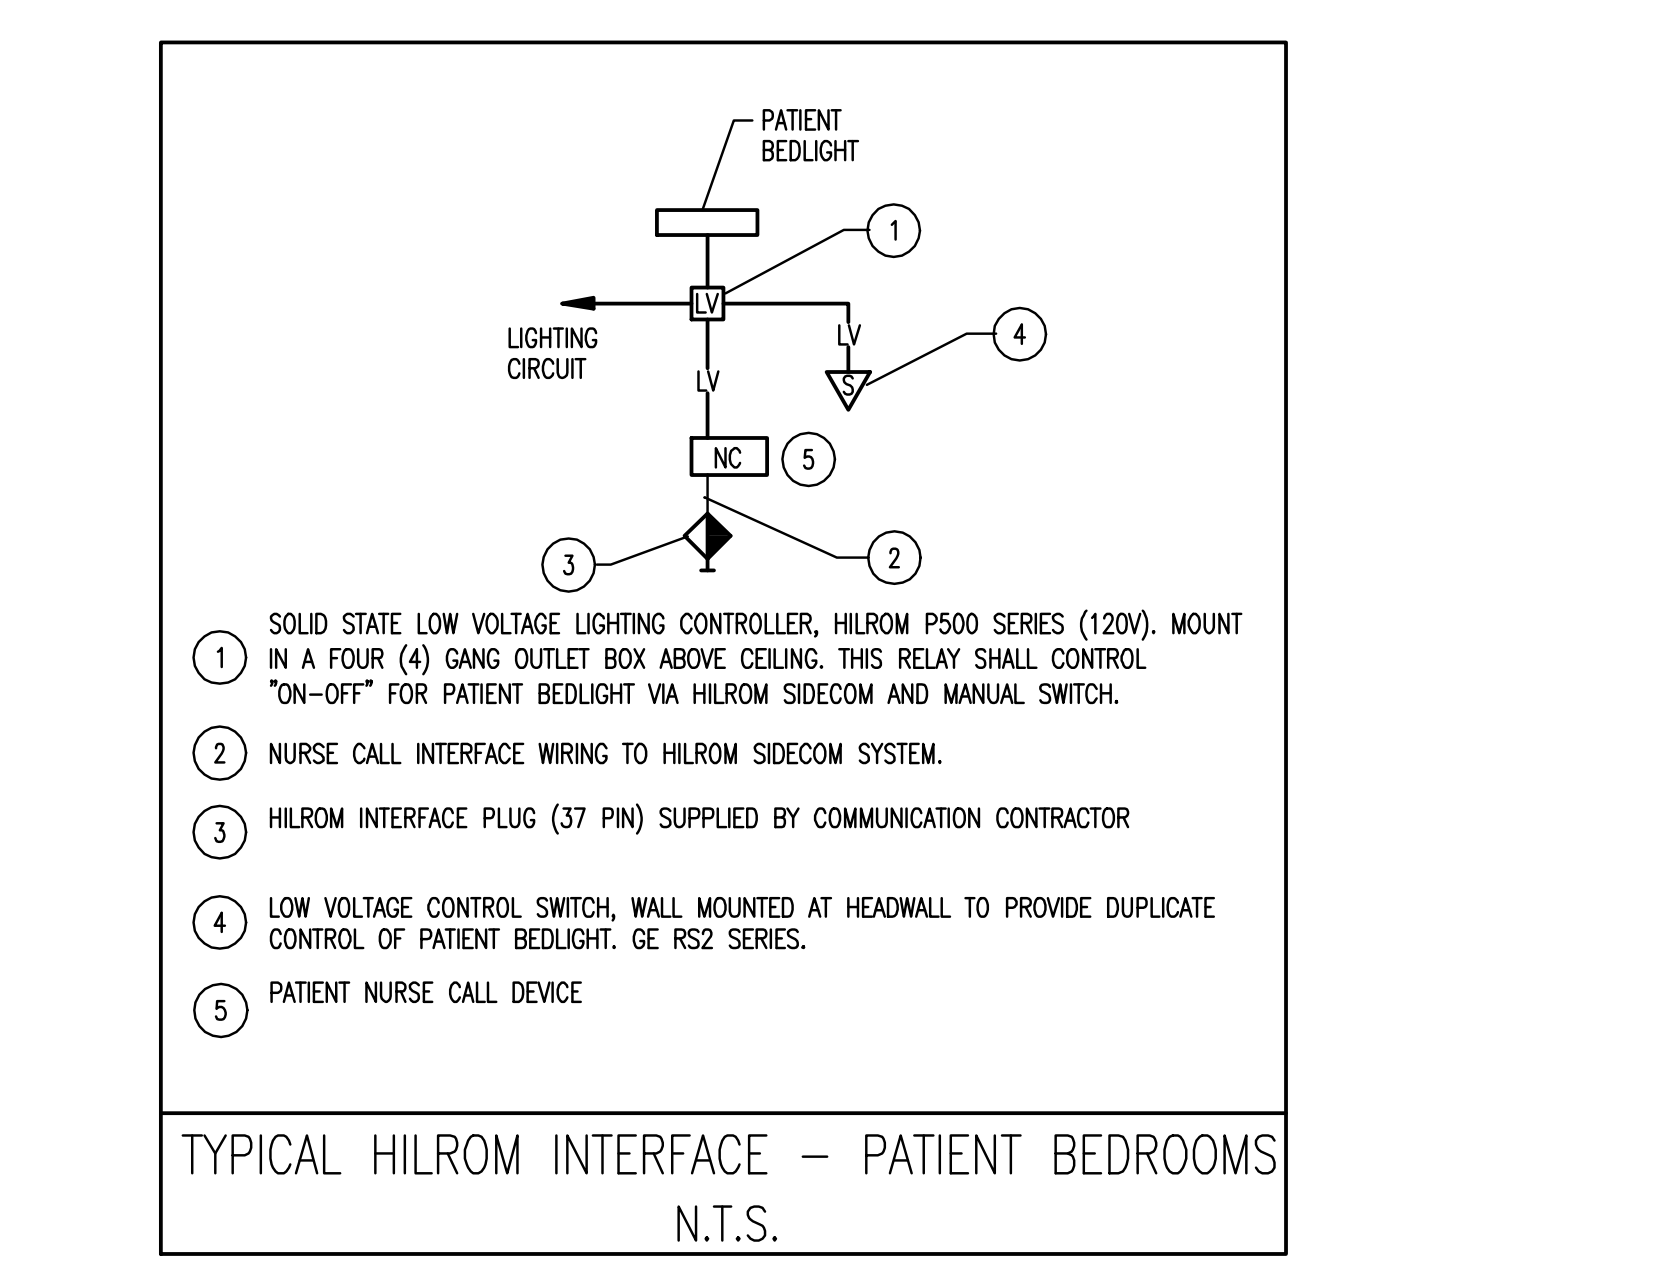 PATIENT
BEDLIGHT
1
LV
LIGHTING
CIRCUIT
LV
4
LV
S
NC
5
3
2
1
SOLID STATE LOW VOLTAGE LIGHTING CONTROLLER, HILROM P500 SERIES (120V). MOUNT
IN A FOUR (4) GANG OUTLET BOX ABOVE CEILING. THIS RELAY SHALL CONTROL
"ON-OFF" FOR PATIENT BEDLIGHT VIA HILROM SIDECOM AND MANUAL SWITCH.
2
NURSE CALL INTERFACE WIRING TO HILROM SIDECOM SYSTEM.
3
HILROM INTERFACE PLUG (37 PIN) SUPPLIED BY COMMUNICATION CONTRACTOR
4
LOW VOLTAGE CONTROL SWITCH, WALL MOUNTED AT HEADWALL TO PROVIDE DUPLICATE
CONTROL OF PATIENT BEDLIGHT. GE RS2 SERIES.
5
PATIENT NURSE CALL DEVICE
TYPICAL HILROM INTERFACE - PATIENT BEDROOMS
N.T.S.